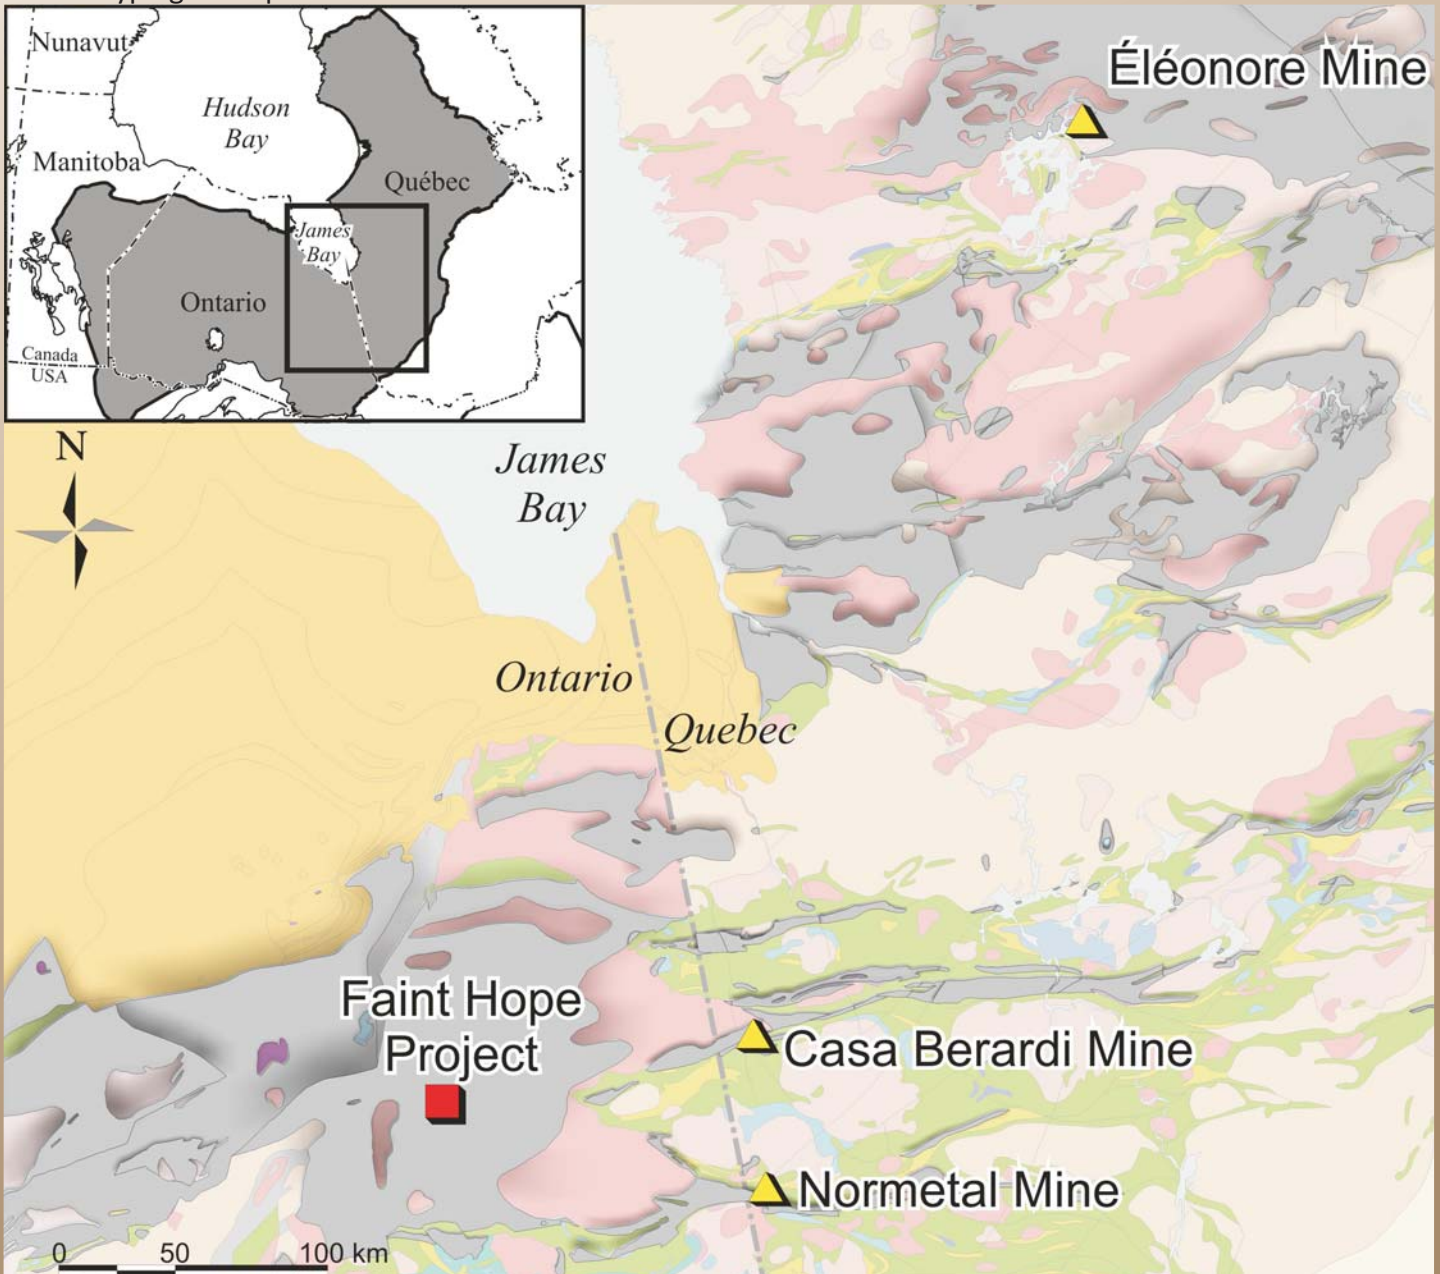 Nunavut
Hudson
Bay
Manitoba
Québec
James
Bay
Ontario
Canada
USA
Éléonore Mine
N
James
Bay
Ontario
Quebec
Faint Hope
Project
Casa Berardi Mine
Normetal Mine
0 50 100 km